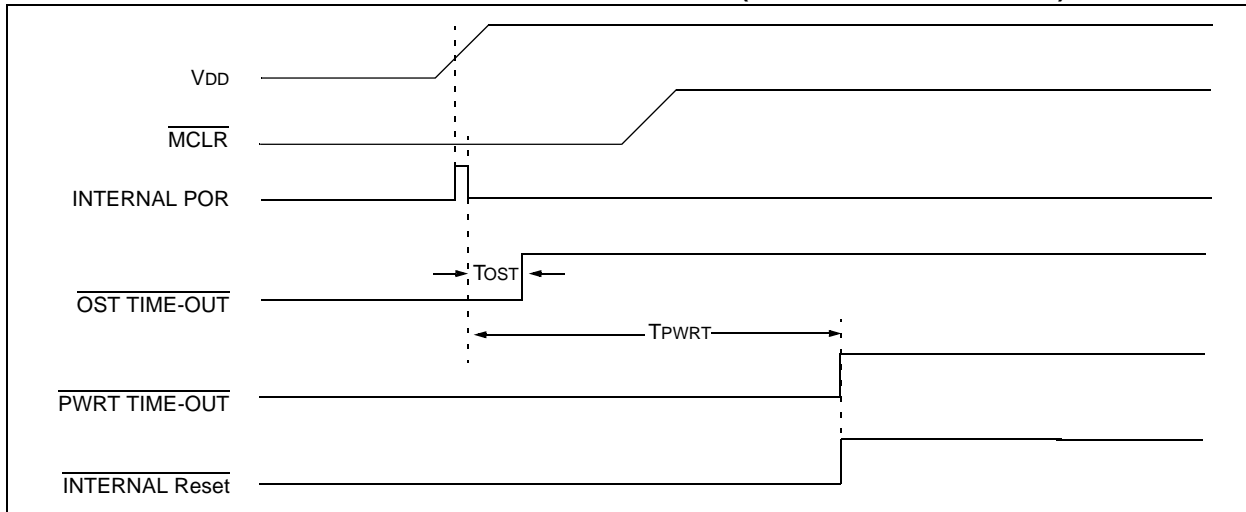 VDD
MCLR
INTERNAL POR
TOST
OST TIME-OUT
TPWRT
PWRT TIME-OUT
INTERNAL Reset